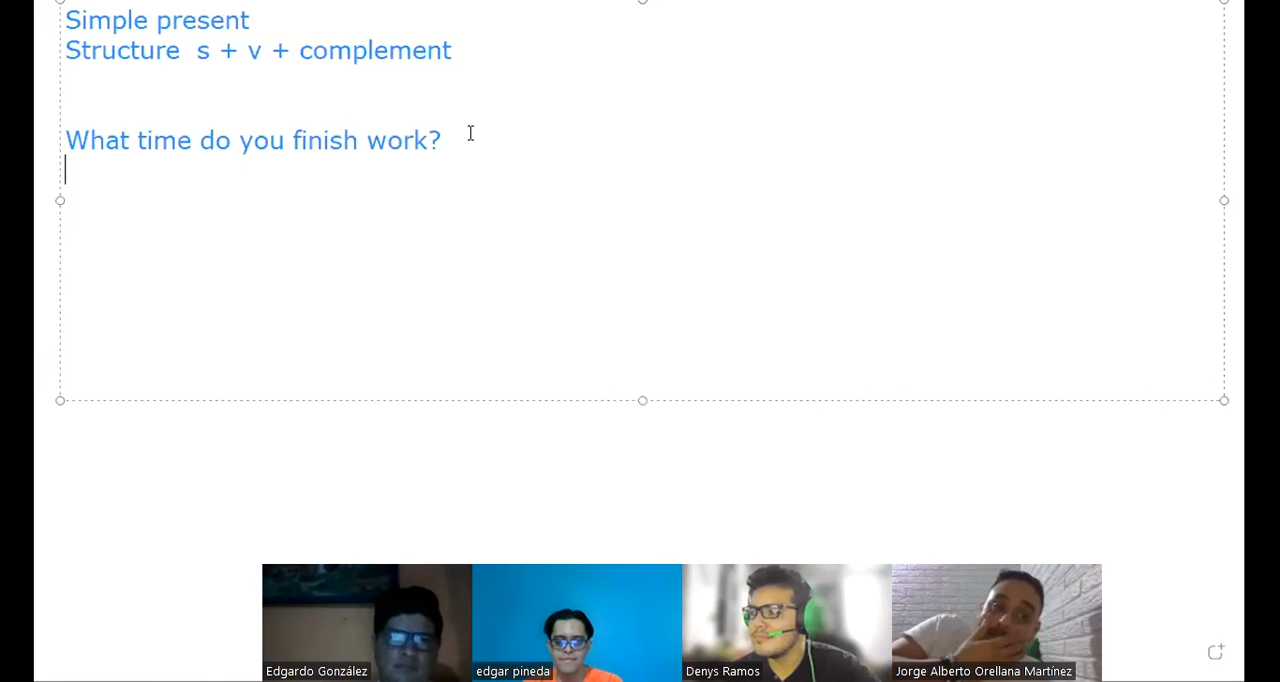 Simple present
Structure s + v + complement
What time do you finish work?
Edgardo González
edgar pineda
Denys Ramos
Jorge Alberto Orellana Martínez